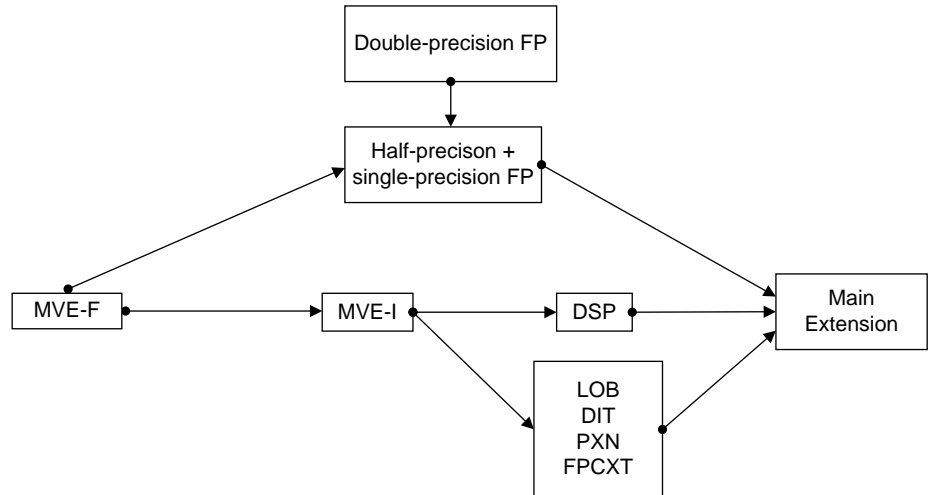 Double-precision FP
Half-precison +
single-precision FP
MVE-F
MVE-I
DSP
Main
Extension
LOB
DIT
PXN
FPCXT